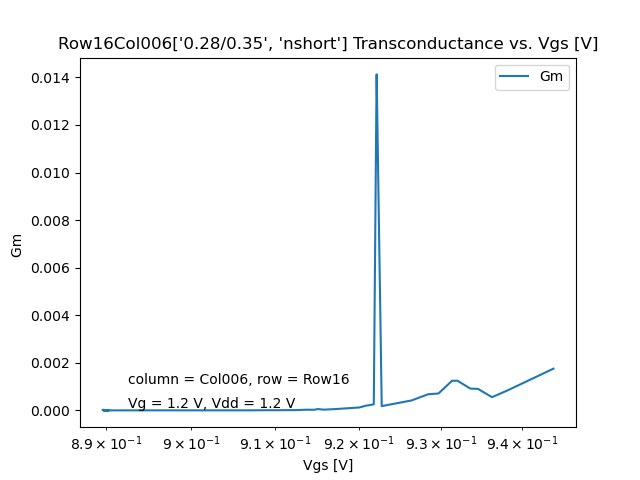 Row16Col006['0.28/0.35', 'nshort'] Transconductance vs. Vgs [V]
Gm
0.014
0.012
0.010
0.008
0.006
0.004
0.002
0.000
Gm
column = Col006, row = Row16
Vg = 1.2 V, Vdd = 1.2 V
8.9 × 10⁻¹ 9 × 10⁻¹ 9.1 × 10⁻¹ 9.2 × 10⁻¹ 9.3 × 10⁻¹ 9.4 × 10⁻¹
Vgs [V]